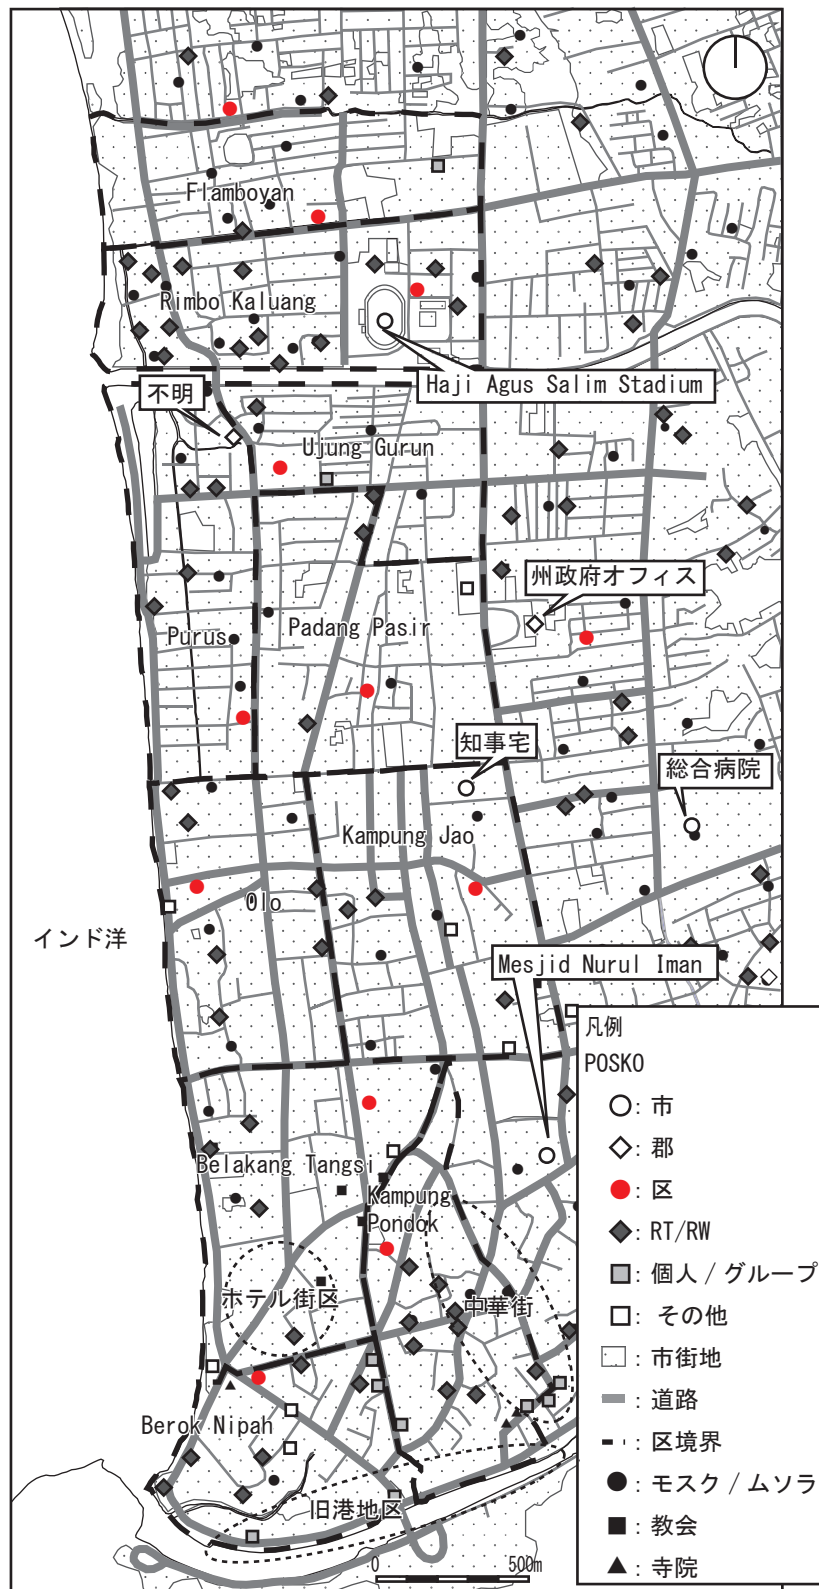 Flamboyan
Rimbo Kaluang
Haji Agus Salim Stadium
不明
Ujung Gurun
州政府オフィス
Purus
Padang Pasir
知事宅
総合病院
Kampung Jao
Olo
インド洋
Mesjid Nurul Iman
凡例
POSKO
: 市
: 郡
: 区
: RT/RW
: 個人 / グループ
: その他
: 市街地
: 道路
: 区境界
: モスク / ムソラ
: 教会
: 寺院
Belakang Tangsi
Kampung
Pondok
ホテル街区
中華街
Berok Nipah
旧港地区
0
500m